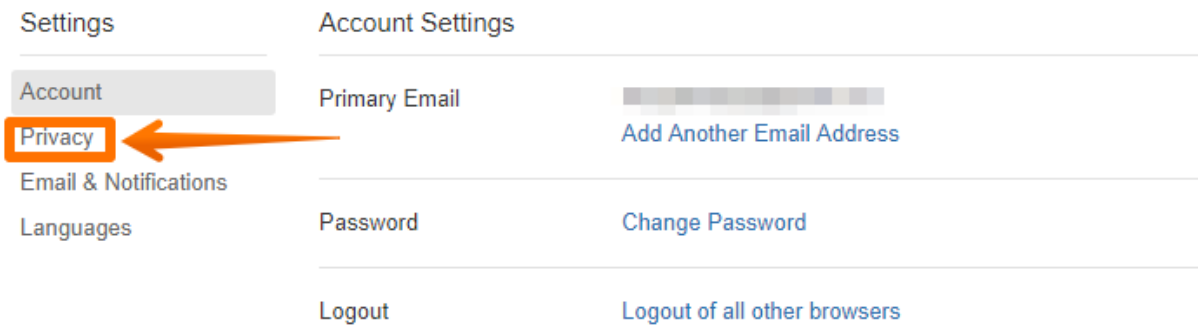 Settings
Account Settings
Account
Primary Email
Add Another Email Address
Privacy
Email & Notifications
Languages
Password
Change Password
Logout
Logout of all other browsers